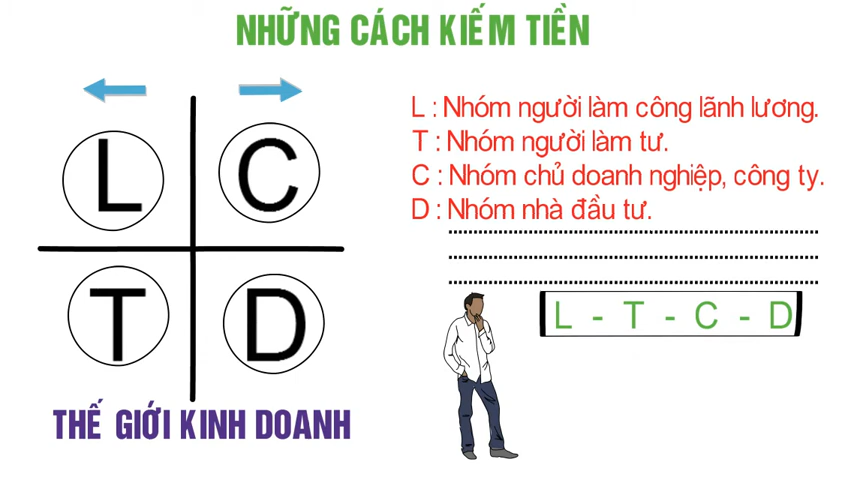 NHỮNG CÁCH KIẾM TIỀN
L
C
T
D
THẾ GIỚI KINH DOANH
L : Nhóm người làm công lãnh lương.
T : Nhóm người làm tư.
C : Nhóm chủ doanh nghiệp, công ty.
D : Nhóm nhà đầu tư.
L - T - C - D